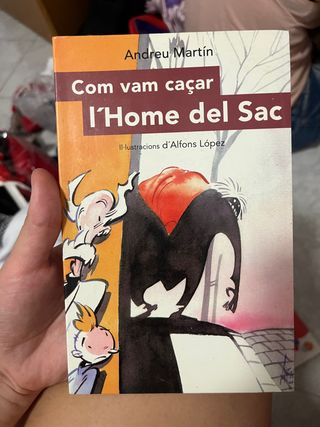 Andreu Martín
Com vam caçar
l´Home del Sac
Il·lustracions d´Alfons López